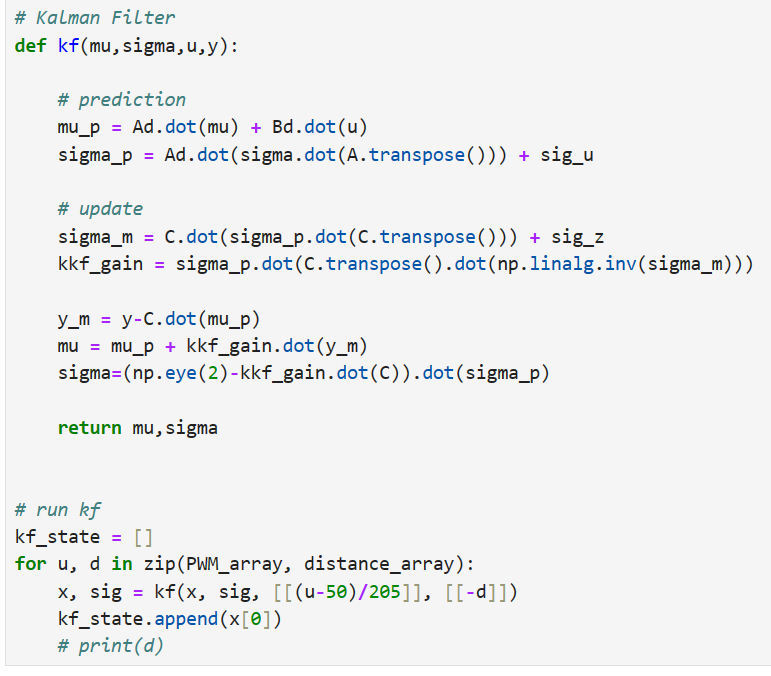 # Kalman Filter
def kf(mu,sigma,u,y):
    # prediction
    mu_p = Ad.dot(mu) + Bd.dot(u)
    sigma_p = Ad.dot(sigma.dot(A.transpose())) + sig_u
    # update
    sigma_m = C.dot(sigma_p.dot(C.transpose())) + sig_z
    kkf_gain = sigma_p.dot(C.transpose().dot(np.linalg.inv(sigma_m)))
    y_m = y-C.dot(mu_p)
    mu = mu_p + kkf_gain.dot(y_m)
    sigma=(np.eye(2)-kkf_gain.dot(C)).dot(sigma_p)
    return mu,sigma
# run kf
kf_state = []
for u, d in zip(PWM_array, distance_array):
    x, sig = kf(x, sig, [[(u-50)/205]], [[-d]])
    kf_state.append(x[0])
    # print(d)